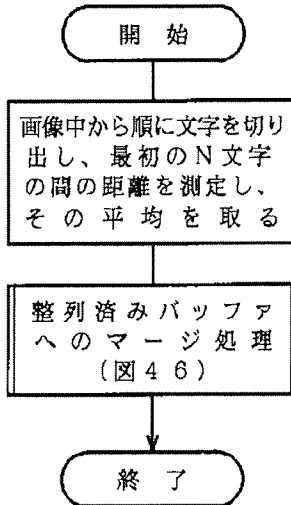 開始
画像中から順に文字を切り
出し、最初のN文字
の間の距離を測定し、
その平均を取る
整列済みバッファ
へのマージ処理
(図46)
終了